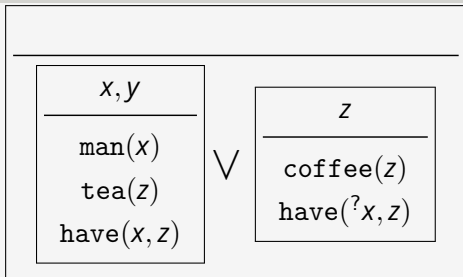 x, y
man(x)
tea(z)
have(x, z)
∨
z
coffee(z)
have(?x, z)